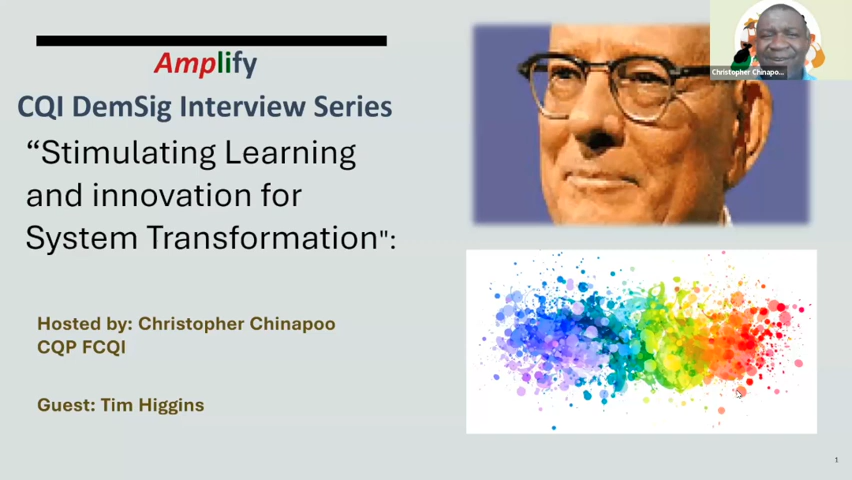 Amplify
CQI DemSig Interview Series
“Stimulating Learning
and innovation for
System Transformation":
Hosted by: Christopher Chinapoo
CQP FCQI
Guest: Tim Higgins
Christopher Chinapo...
1